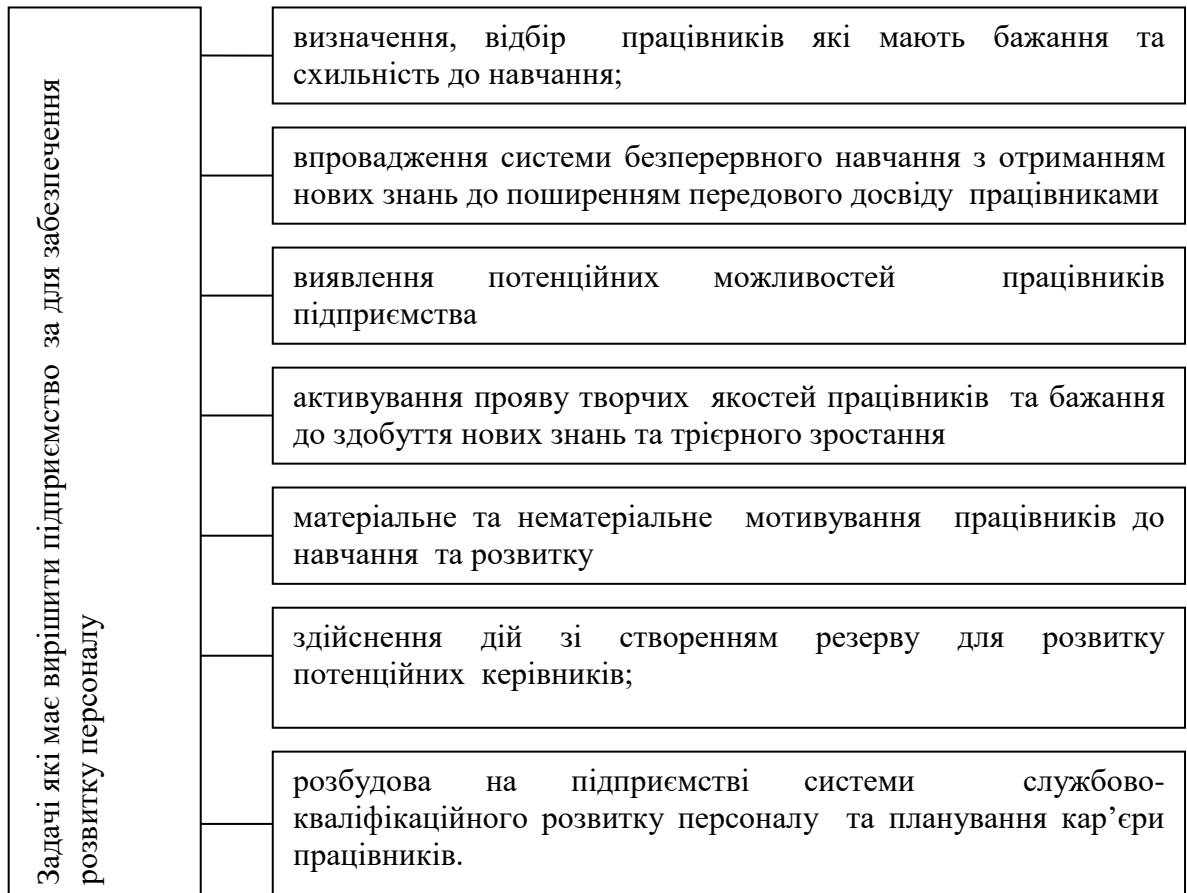 Задачі які має вирішити підприємство за для забезпечення
розвитку персоналу
визначення, відбір працівників які мають бажання та
схильність до навчання;
впровадження системи безперервного навчання з отриманням
нових знань до поширенням передового досвіду працівниками
виявлення потенційних можливостей працівників
підприємства
активування прояву творчих якостей працівників та бажання
до здобуття нових знань та трієрного зростання
матеріальне та нематеріальне мотивування працівників до
навчання та розвитку
здійснення дій зі створенням резерву для розвитку
потенційних керівників;
розбудова на підприємстві системи службово-
кваліфікаційного розвитку персоналу та планування кар’єри
працівників.